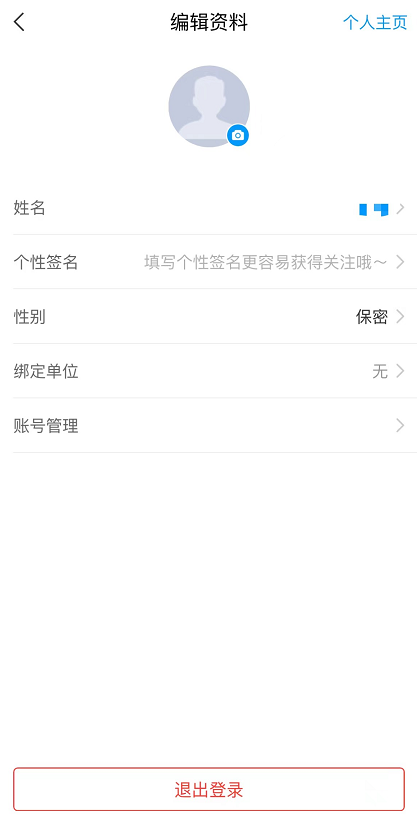 编辑资料 个人主页
姓名
个性签名 填写个性签名更容易获得关注哦～
性别 保密
绑定单位 无
账号管理
退出登录